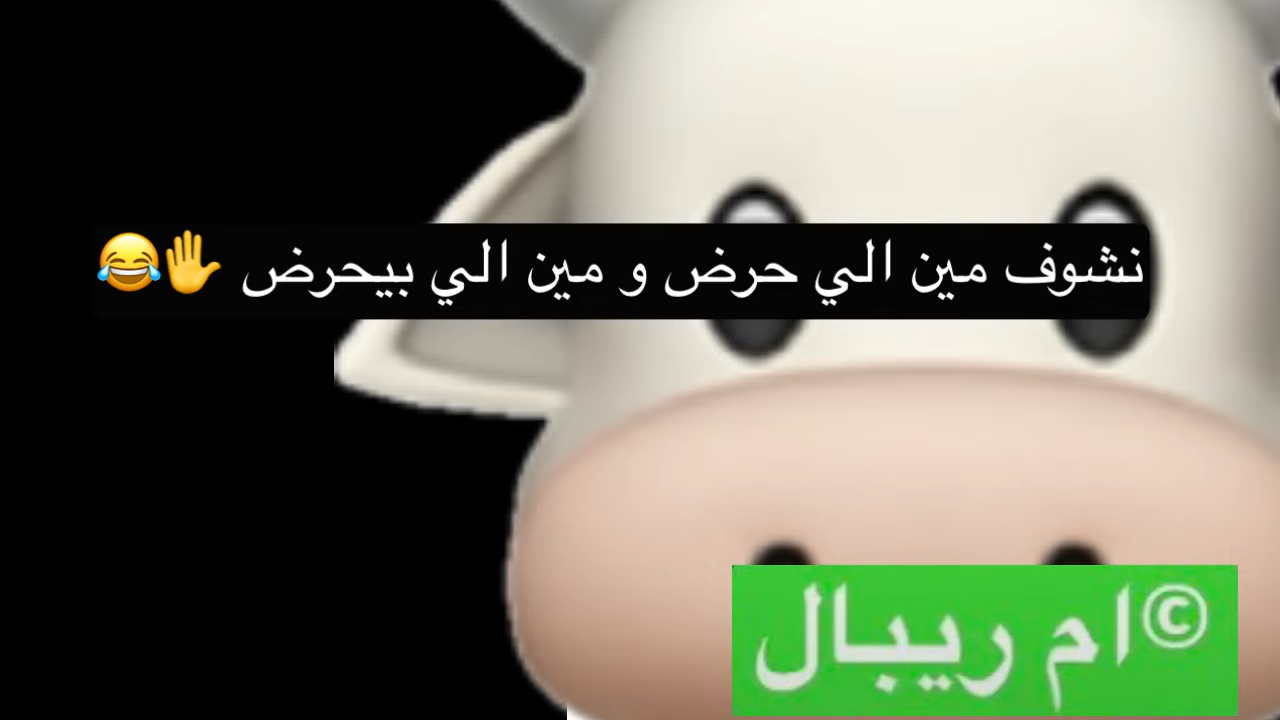 نشوف مين الي حرض و مين الي بيحرض ✋😂
©ام ريبال